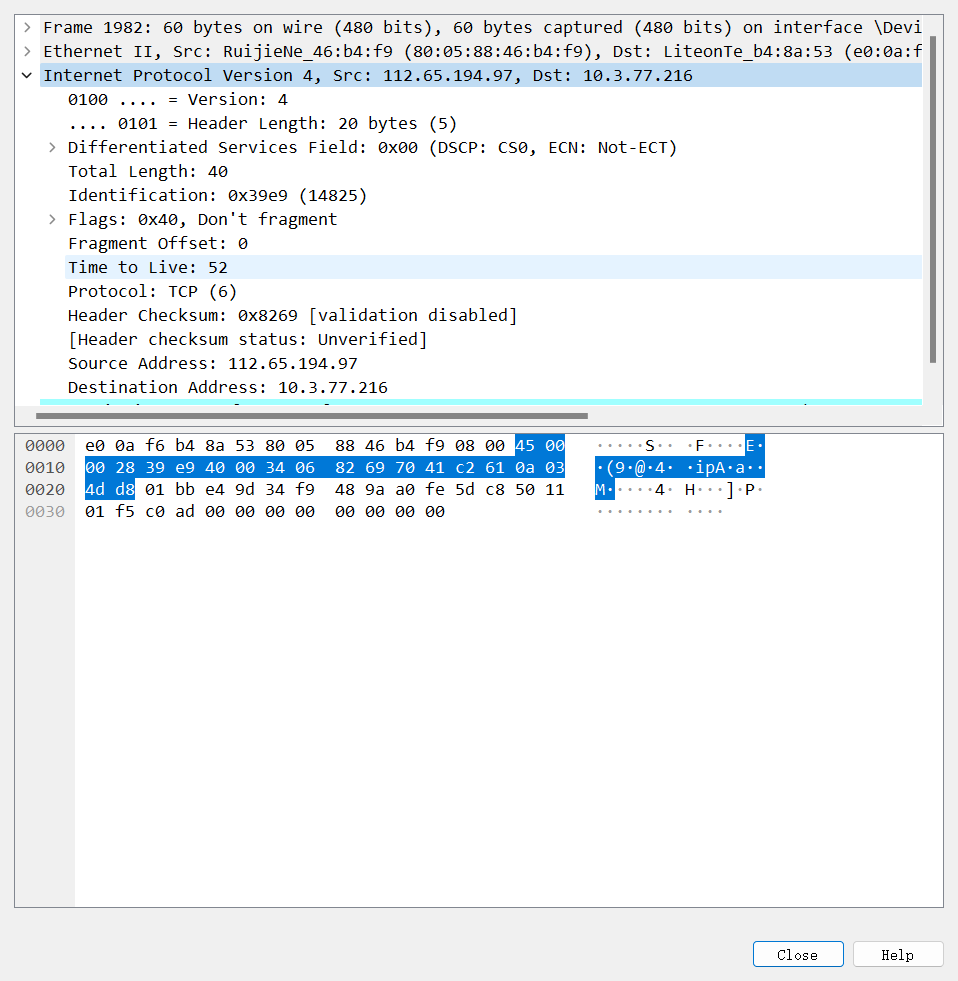 Frame 1982: 60 bytes on wire (480 bits), 60 bytes captured (480 bits) on interface \Devi
Ethernet II, Src: RuijieNe_46:b4:f9 (80:05:88:46:b4:f9), Dst: LiteonTe_b4:8a:53 (e0:0a:f
Internet Protocol Version 4, Src: 112.65.194.97, Dst: 10.3.77.216
0100 .... = Version: 4
.... 0101 = Header Length: 20 bytes (5)
Differentiated Services Field: 0x00 (DSCP: CS0, ECN: Not-ECT)
Total Length: 40
Identification: 0x39e9 (14825)
Flags: 0x40, Don't fragment
Fragment Offset: 0
Time to Live: 52
Protocol: TCP (6)
Header Checksum: 0x8269 [validation disabled]
[Header checksum status: Unverified]
Source Address: 112.65.194.97
Destination Address: 10.3.77.216
0000 e0 0a f6 b4 8a 53 80 05 88 46 b4 f9 08 00 45 00 ·····S·· ·F····E·
0010 00 28 39 e9 40 00 34 06 82 69 70 41 c2 61 0a 03 ·(9·@·4· ·ipA·a··
0020 4d d8 01 bb e4 9d 34 f9 48 9a a0 fe 5d c8 50 11 M·····4· H···]·P·
0030 01 f5 c0 ad 00 00 00 00 00 00 00 00 ········ ····
Close Help